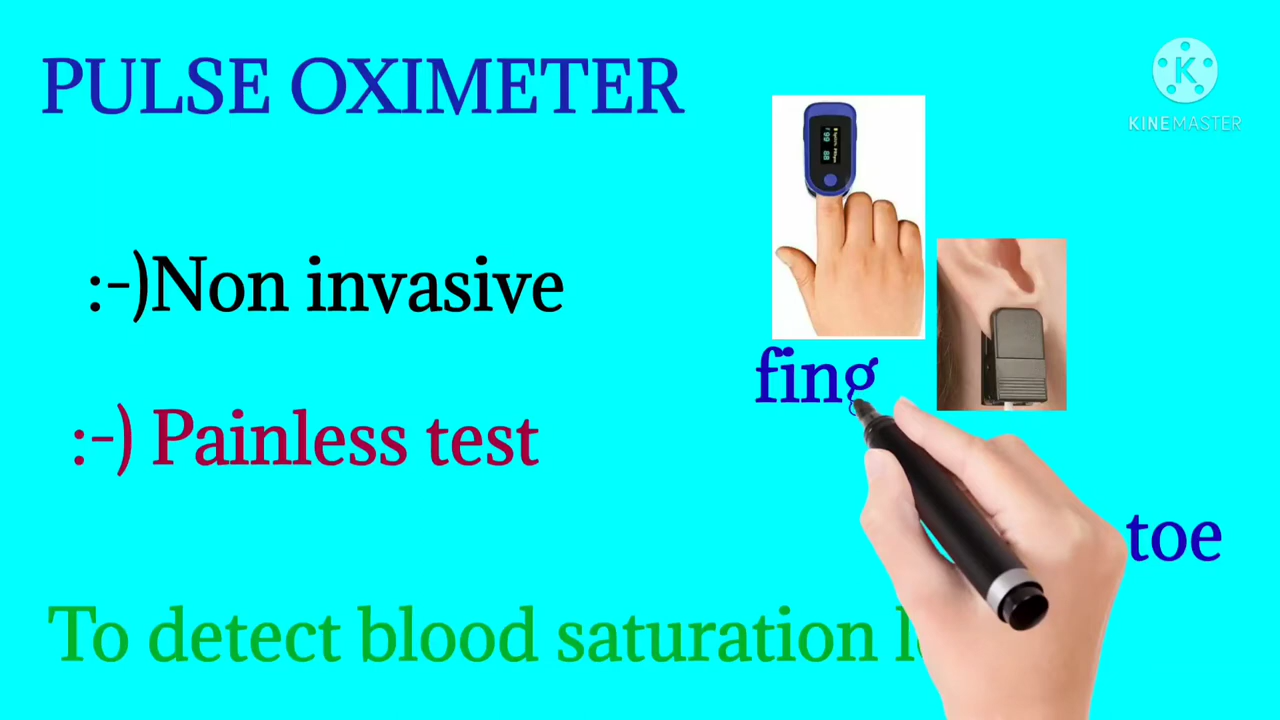 PULSE OXIMETER
KINEMASTER
:-)Non invasive
fing
:-) Painless test
toe
To detect blood saturation